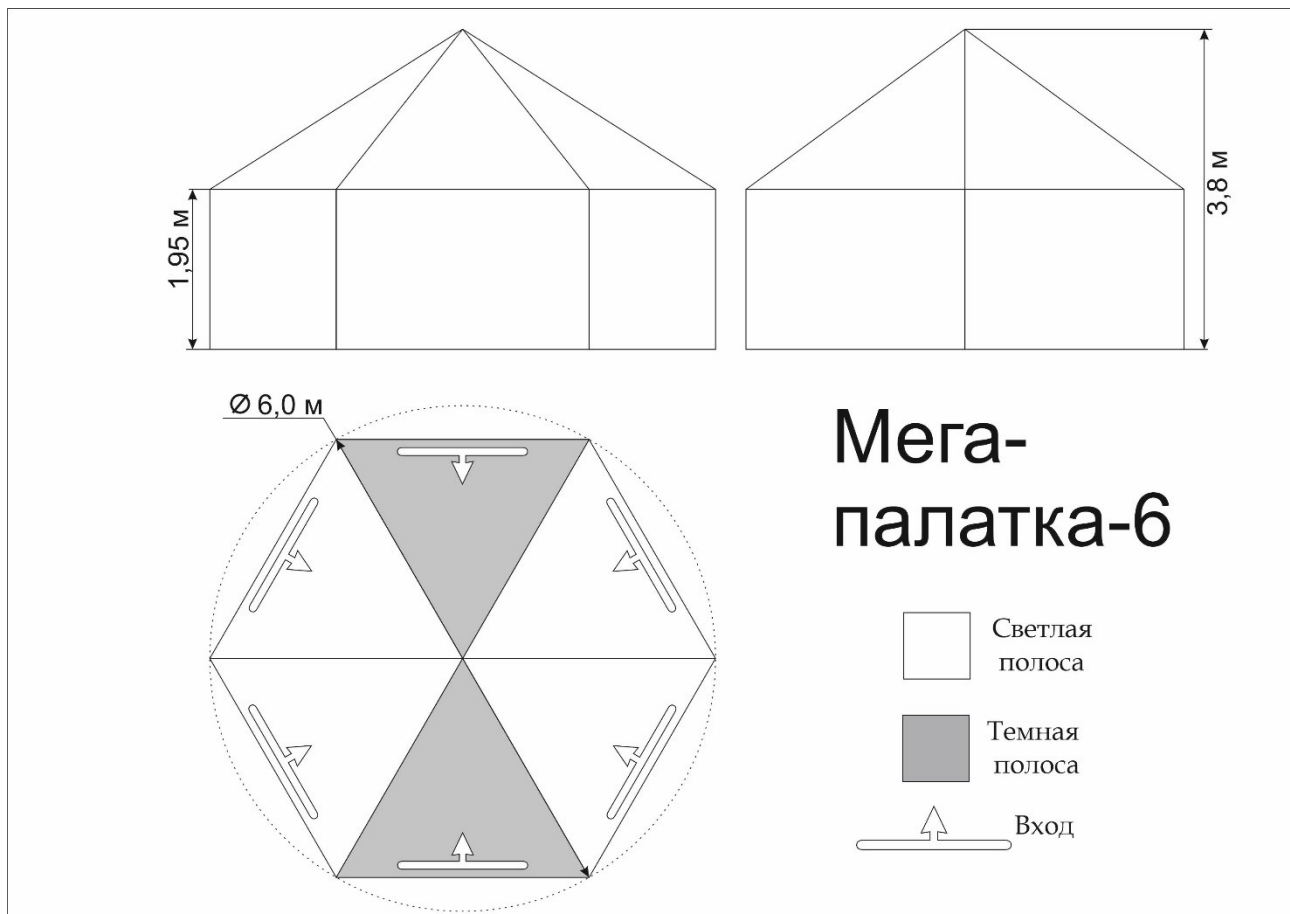 1,95 м
3,8 м
Ø 6,0 м
Мега-
палатка-6
Светлая
полоса
Темная
полоса
Вход